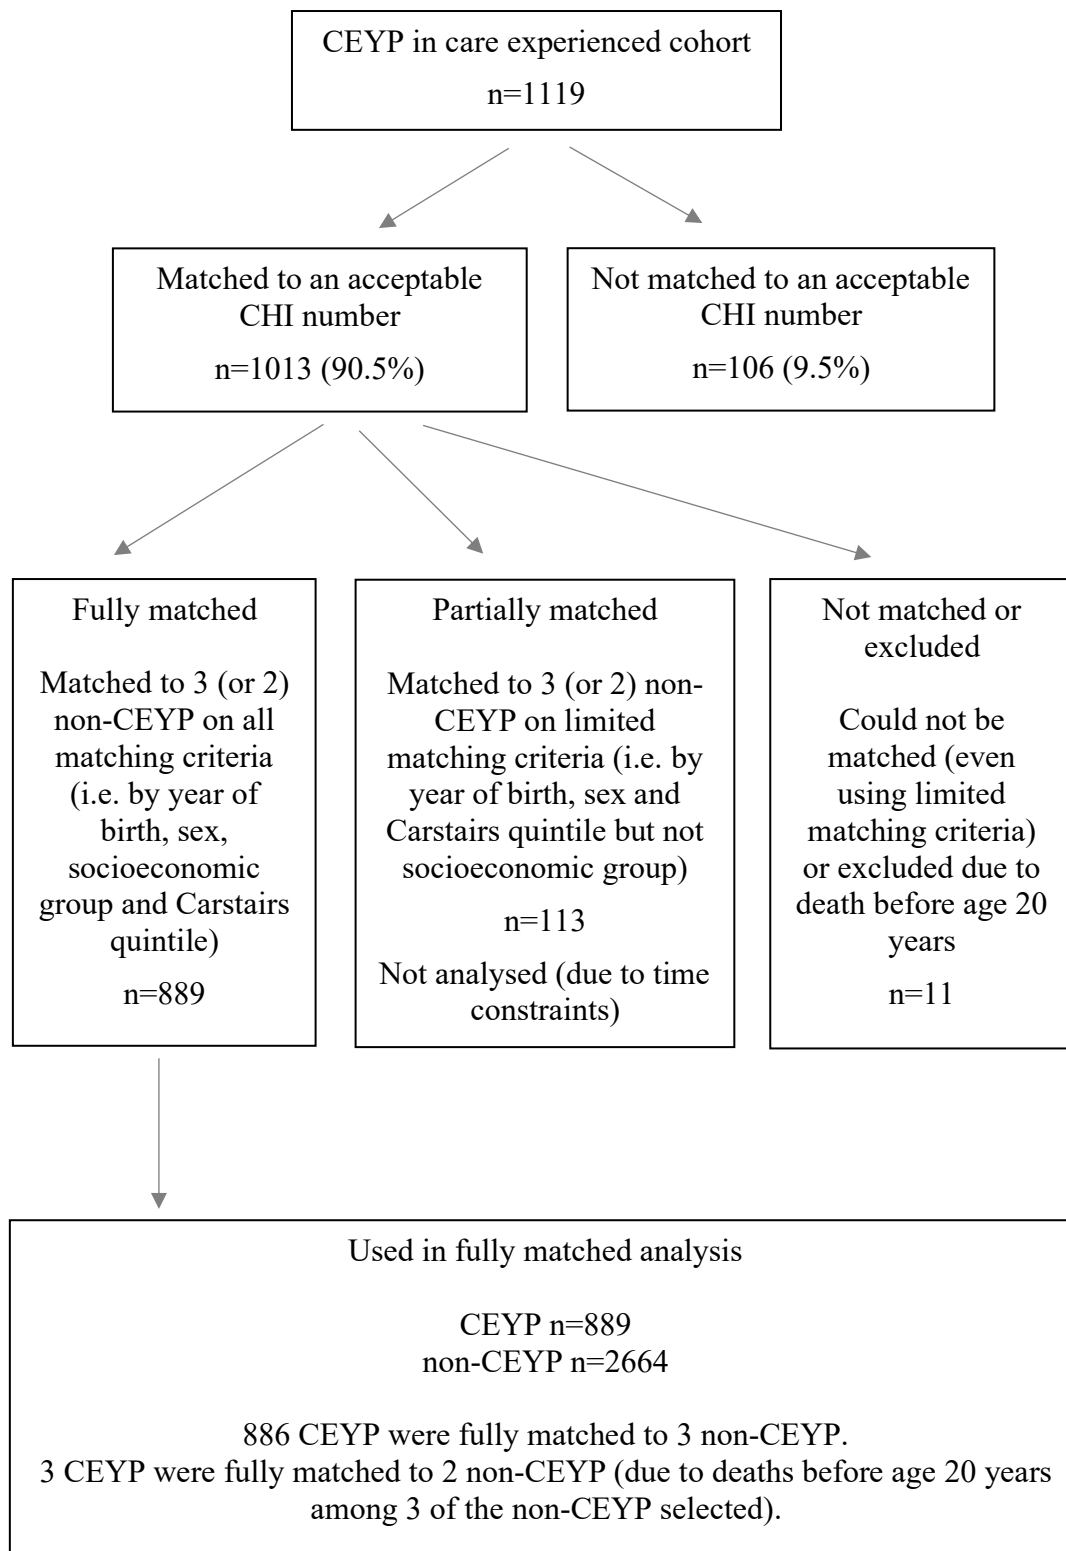 CEYP in care experienced cohort
n=1119
Matched to an acceptable
CHI number
n=1013 (90.5%)
Not matched to an acceptable
CHI number
n=106 (9.5%)
Fully matched
Matched to 3 (or 2)
non-CEYP on all
matching criteria
(i.e. by year of
birth, sex,
socioeconomic
group and Carstairs
quintile)
n=889
Partially matched
Matched to 3 (or 2) non-
CEYP on limited
matching criteria (i.e. by
year of birth, sex and
Carstairs quintile but not
socioeconomic group)
n=113
Not analysed (due to time
constraints)
Not matched or
excluded
Could not be
matched (even
using limited
matching criteria)
or excluded due to
death before age 20
years
n=11
Used in fully matched analysis
CEYP n=889
non-CEYP n=2664
886 CEYP were fully matched to 3 non-CEYP.
3 CEYP were fully matched to 2 non-CEYP (due to deaths before age 20 years
among 3 of the non-CEYP selected).